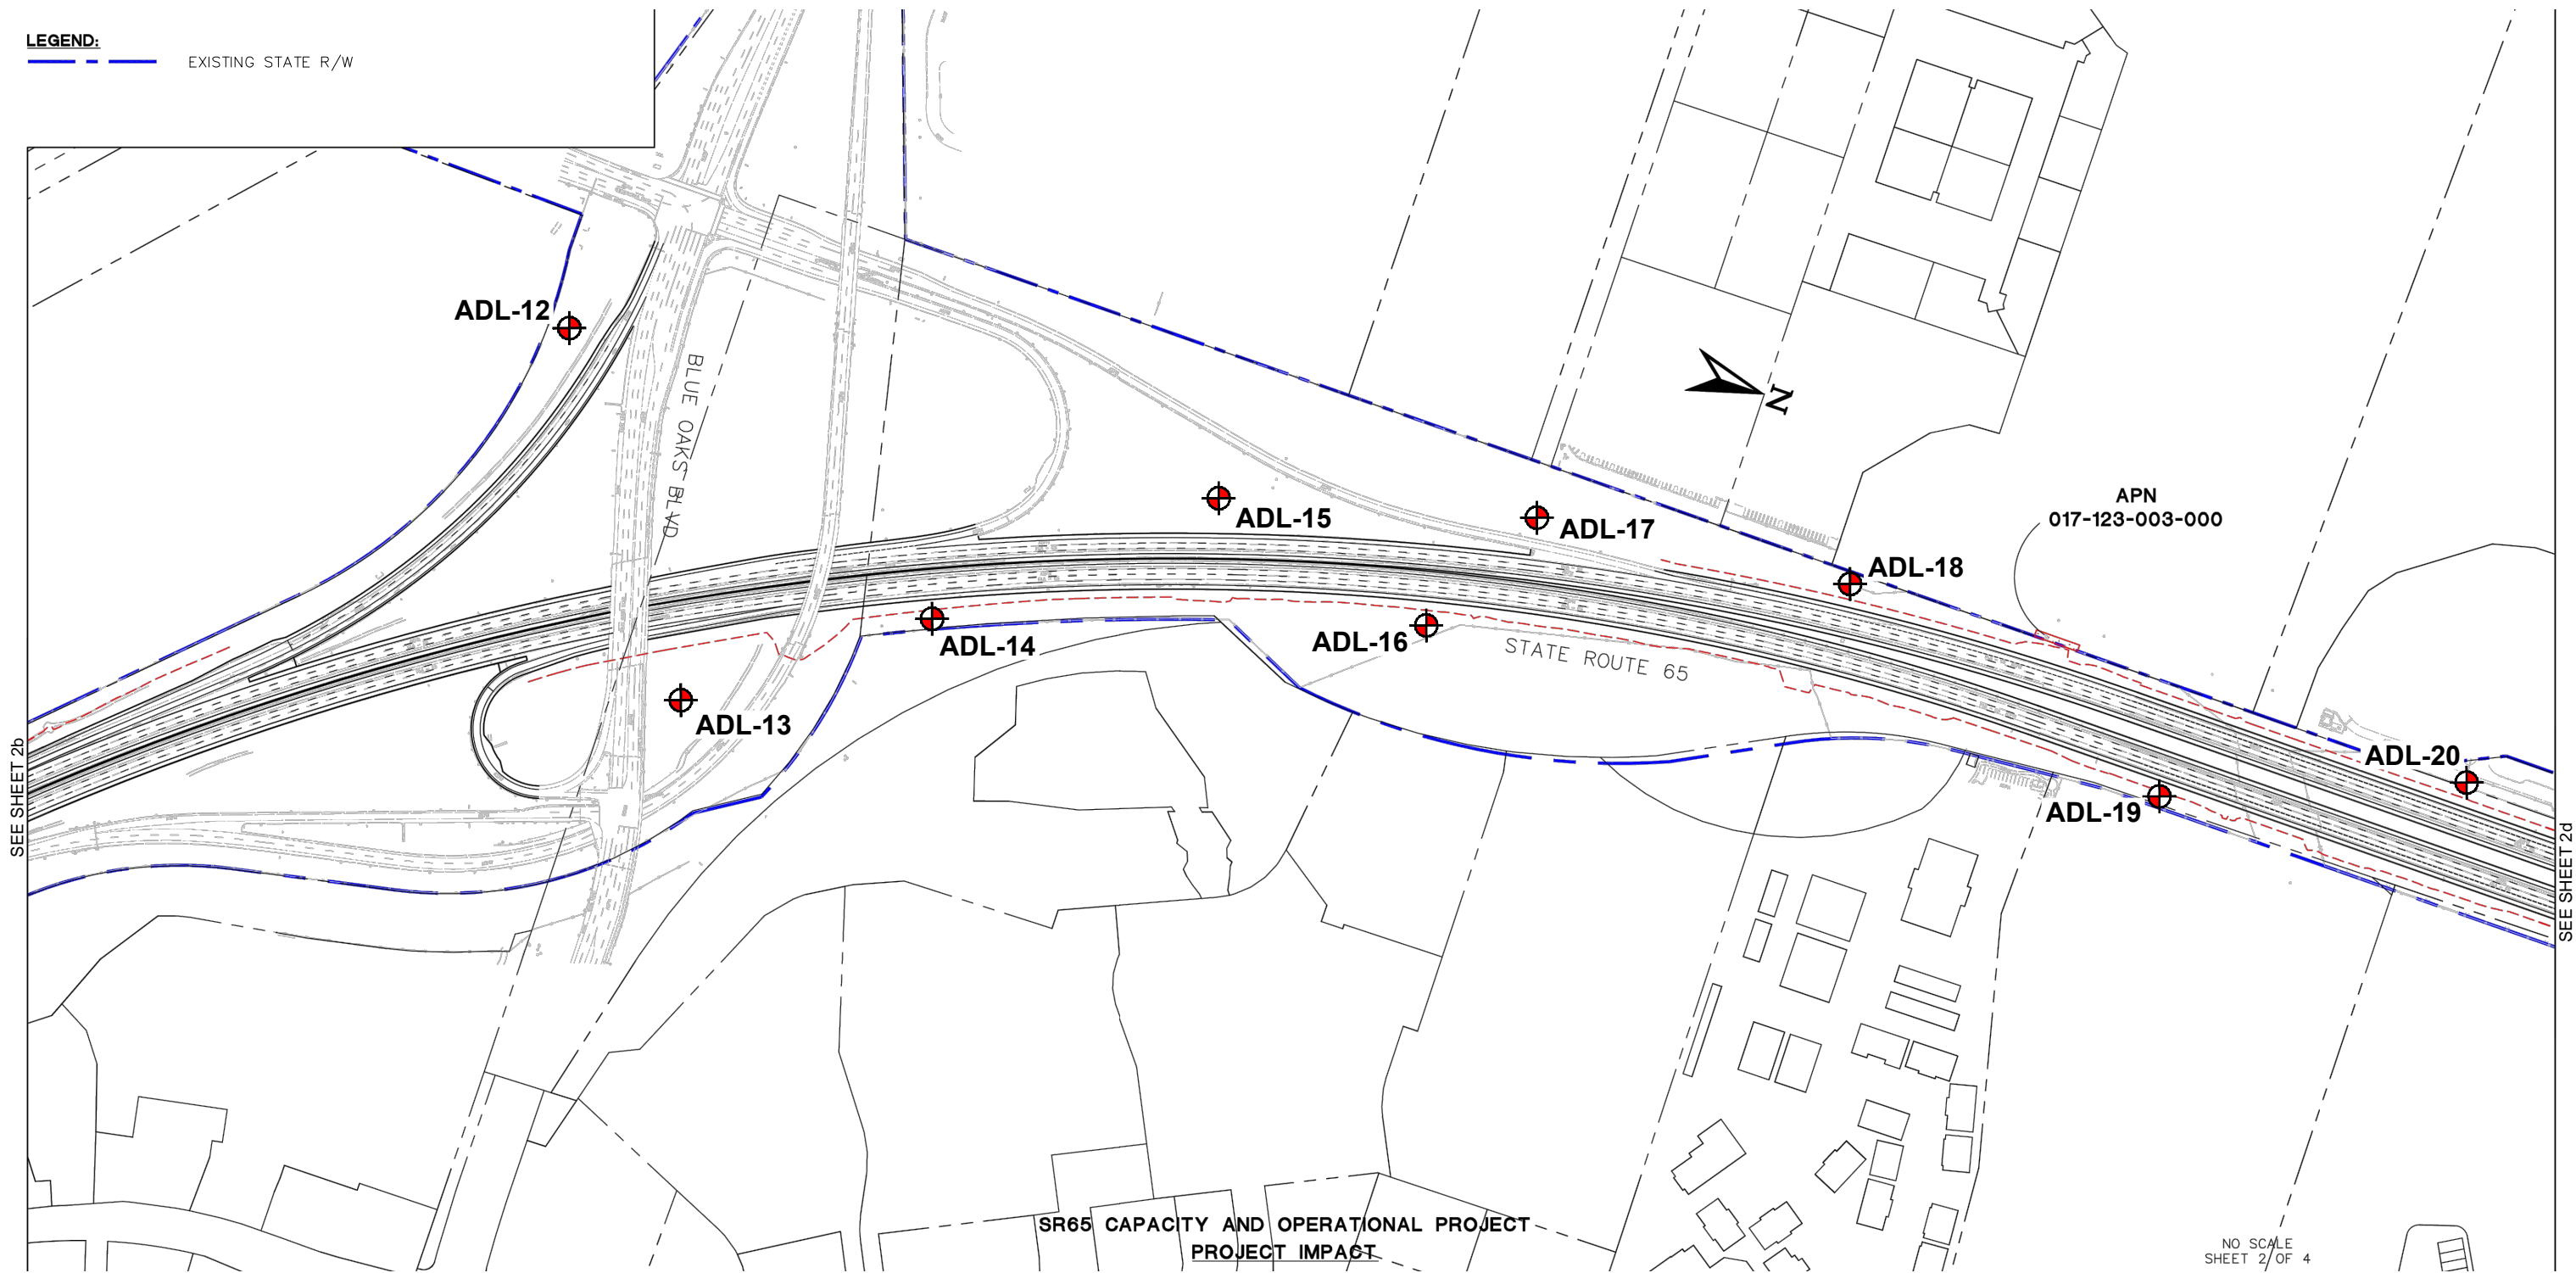 LEGEND:
EXISTING STATE R/W
ADL-12
BLUE OAKS BLVD
N
ADL-15
ADL-17
APN
017-123-003-000
ADL-18
ADL-14
ADL-16
STATE ROUTE 65
ADL-13
ADL-20
ADL-19
SEE SHEET 2b
SEE SHEET 2d
SR65 CAPACITY AND OPERATIONAL PROJECT
PROJECT IMPACT
NO SCALE
SHEET 2 OF 4